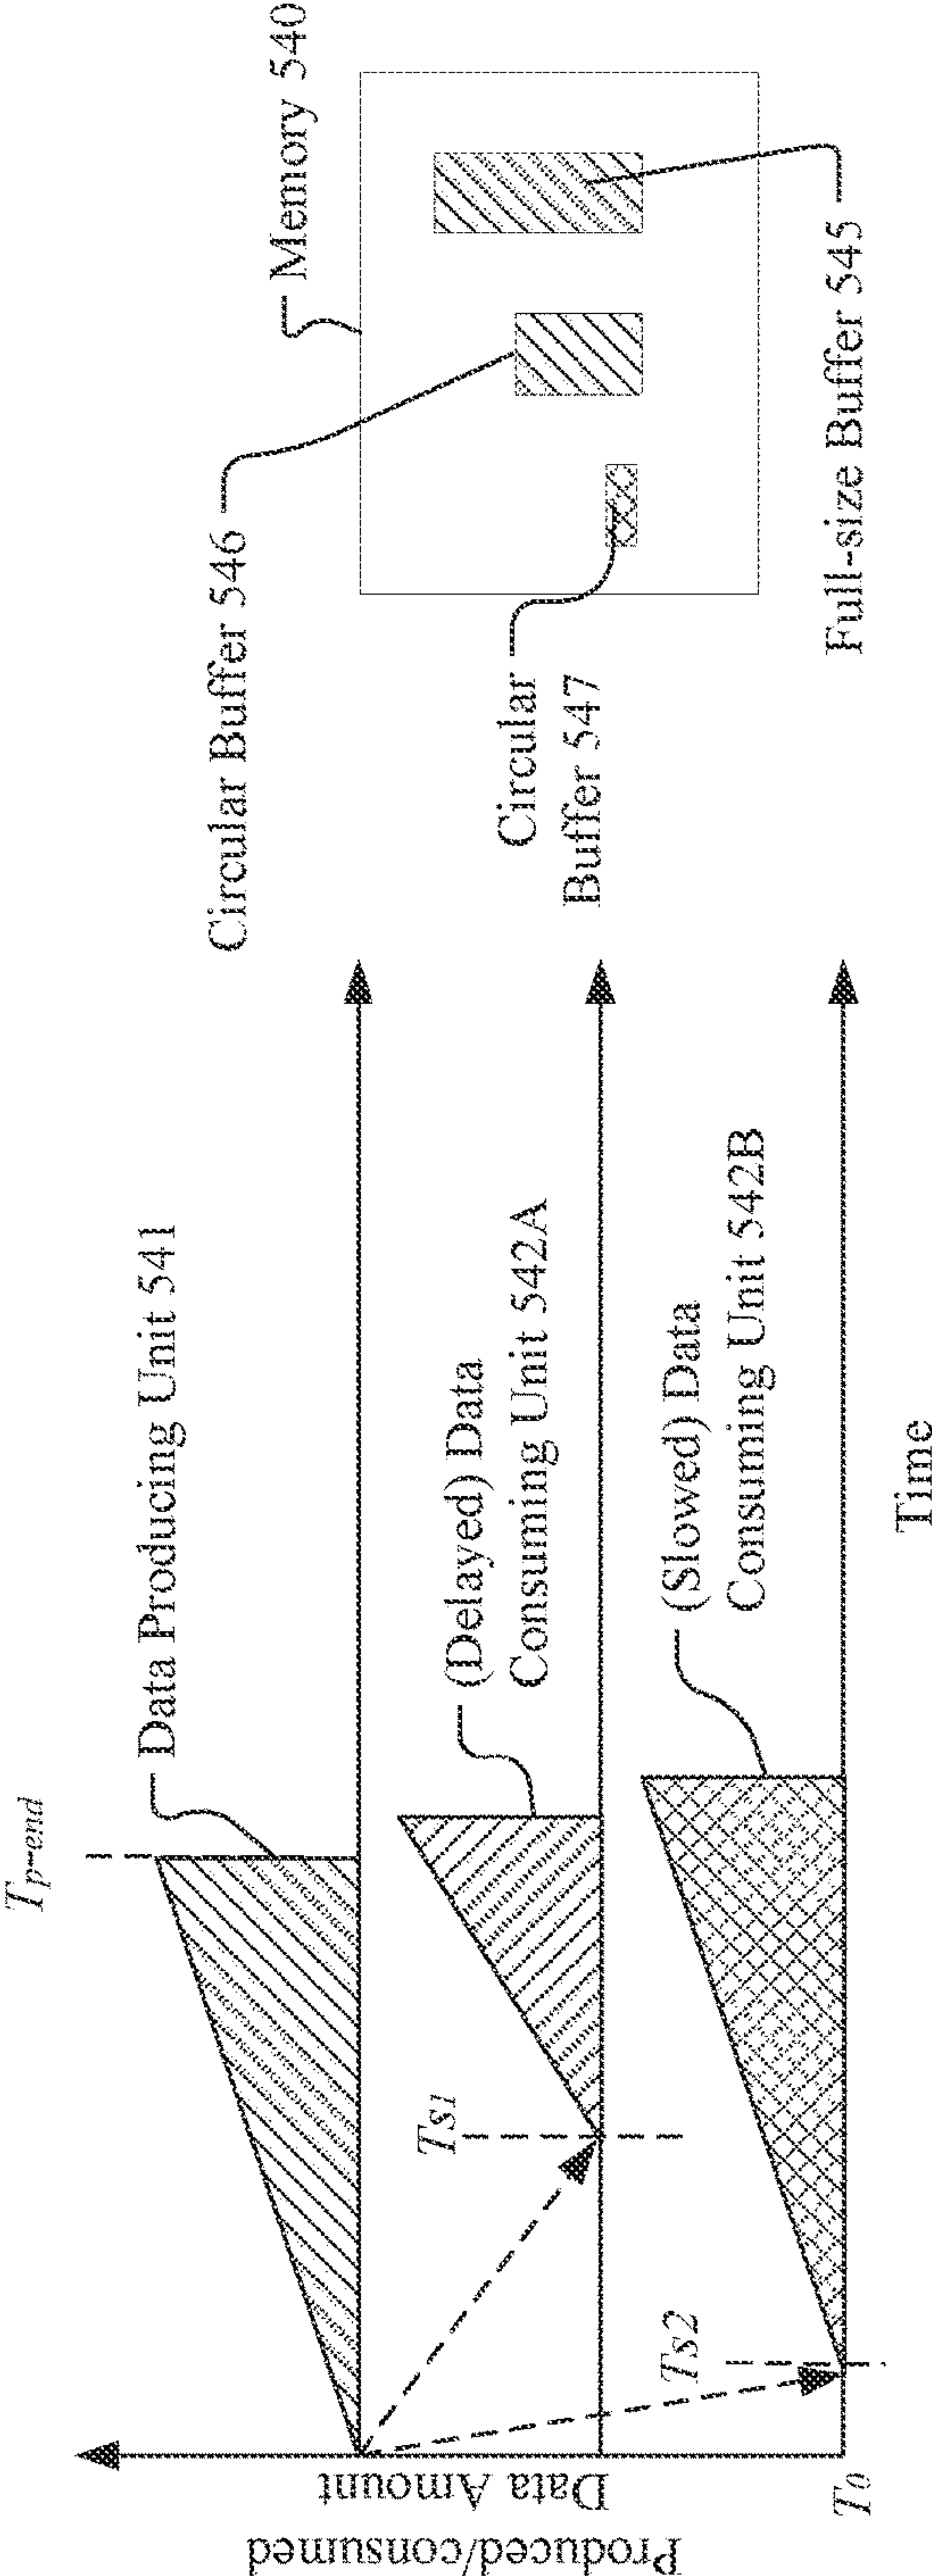 Produced/consumed
Data Amount
T0
Tp-end
Data Producing Unit 541
Ts1
(Delayed) Data
Consuming Unit 542A
Ts2
(Slowed) Data
Consuming Unit 542B
Time
Circular Buffer 546
Memory 540
Circular
Buffer 547
Full-size Buffer 545